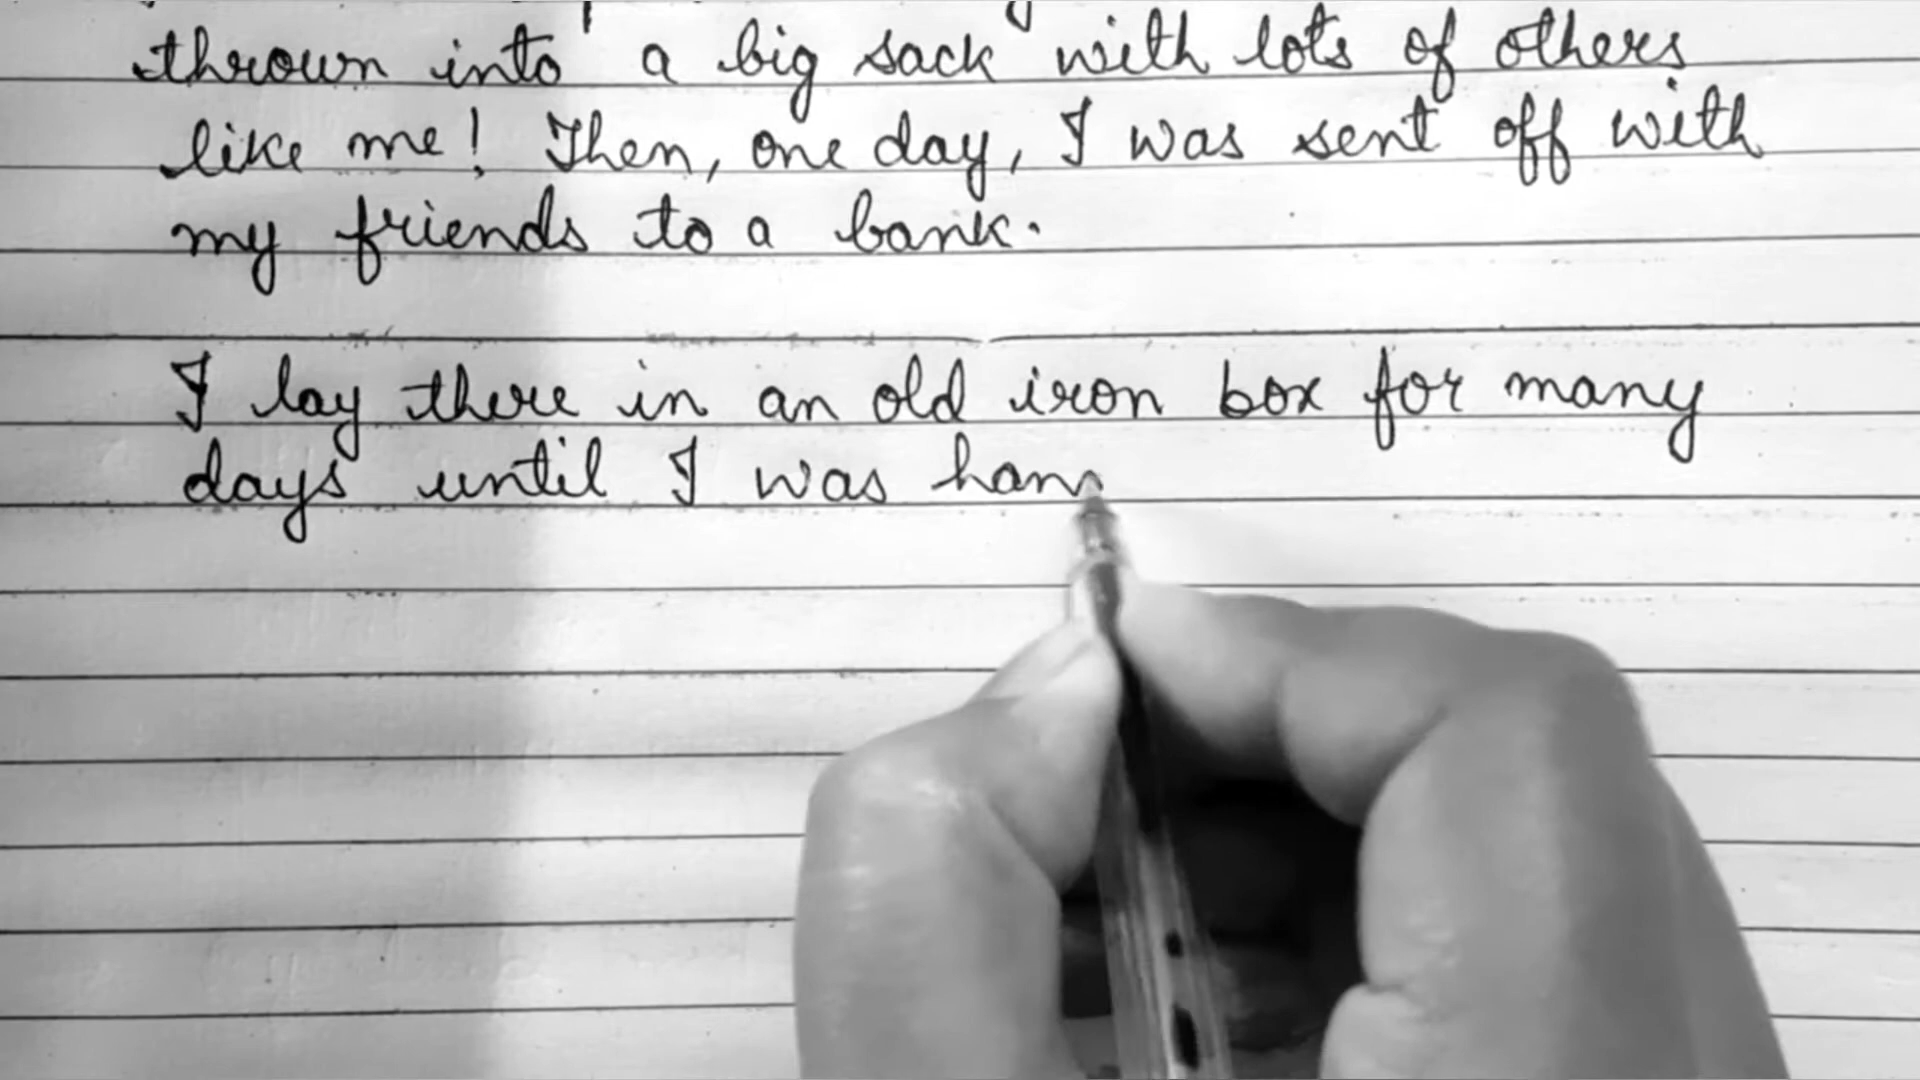 thrown into a big sack with lots of others
like me! Then, one day, I was sent off with
my friends to a bank.
I lay there in an old iron box for many
days until I was han